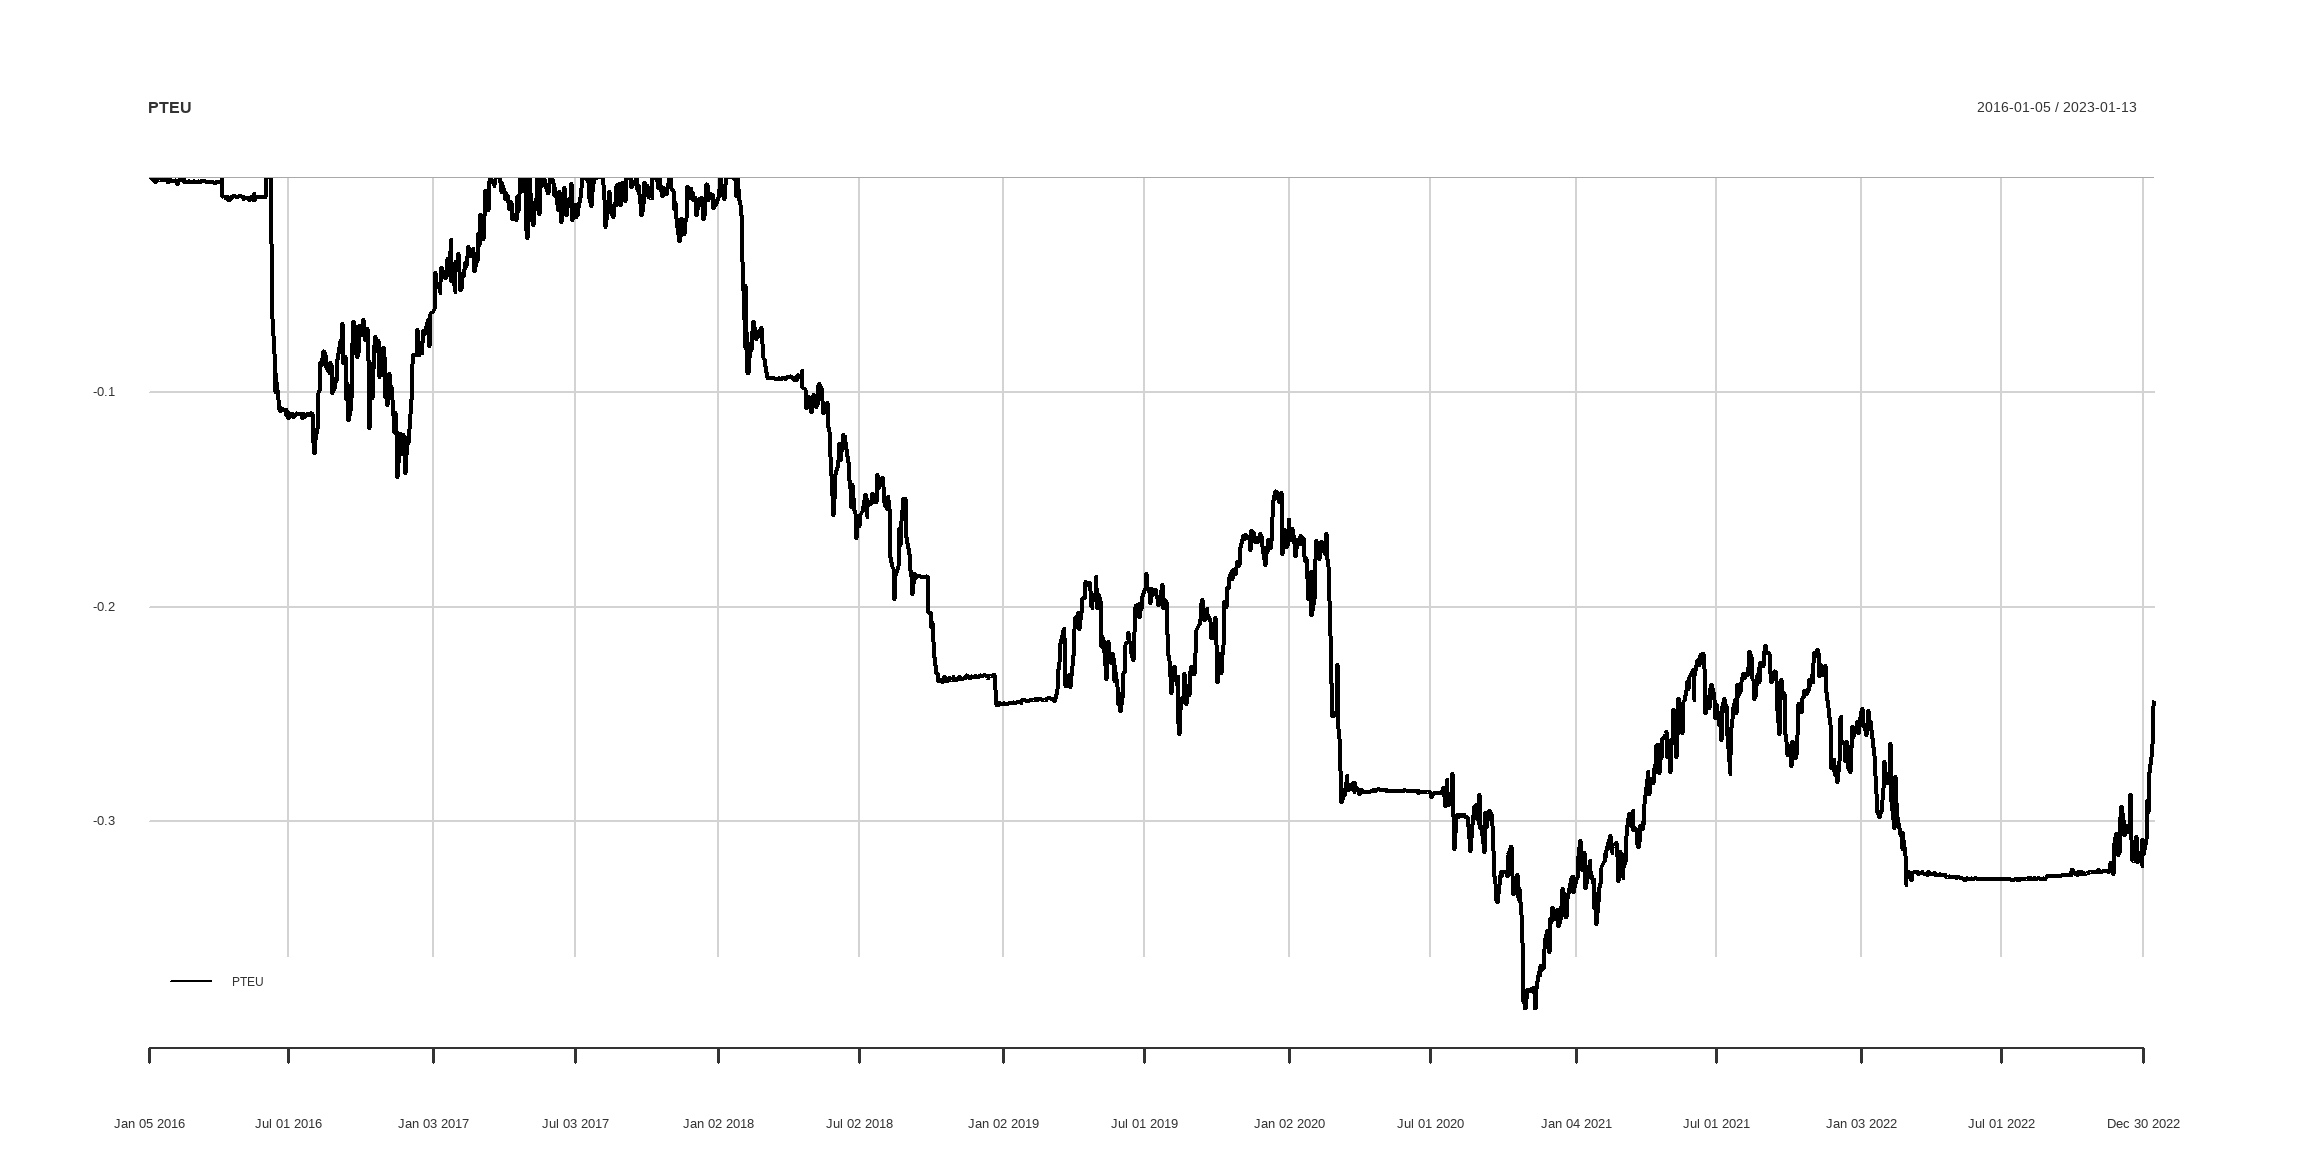 PTEU
2016-01-05 / 2023-01-13
-0.1
-0.2
-0.3
PTEU
Jan 05 2016
Jul 01 2016
Jan 03 2017
Jul 03 2017
Jan 02 2018
Jul 02 2018
Jan 02 2019
Jul 01 2019
Jan 02 2020
Jul 01 2020
Jan 04 2021
Jul 01 2021
Jan 03 2022
Jul 01 2022
Dec 30 2022